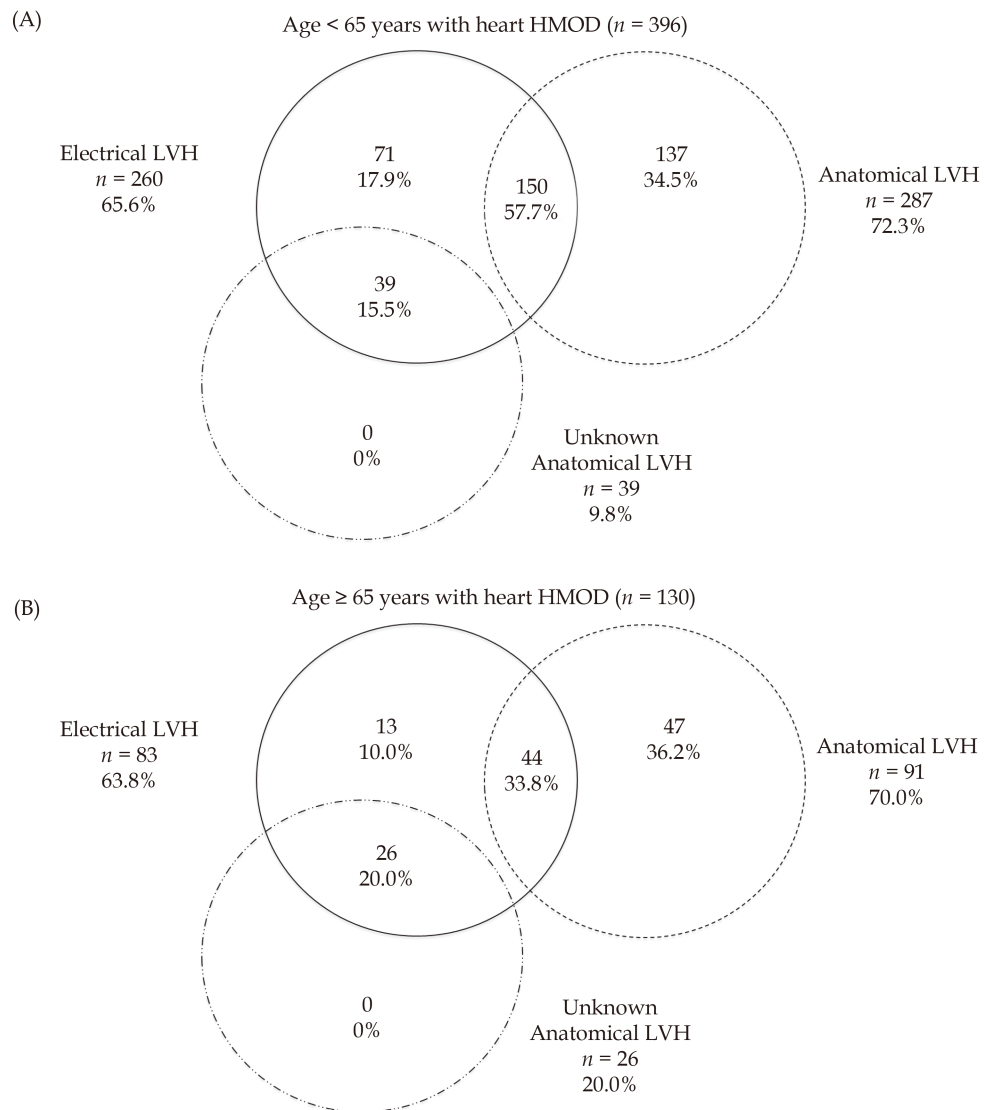 (A)
Age < 65 years with heart HMOD (n = 396)
Electrical LVH
n = 260
65.6%
71
17.9%
150
57.7%
137
34.5%
Anatomical LVH
n = 287
72.3%
39
15.5%
0
0%
Unknown
Anatomical LVH
n = 39
9.8%
(B)
Age ≥ 65 years with heart HMOD (n = 130)
Electrical LVH
n = 83
63.8%
13
10.0%
44
33.8%
47
36.2%
Anatomical LVH
n = 91
70.0%
26
20.0%
0
0%
Unknown
Anatomical LVH
n = 26
20.0%